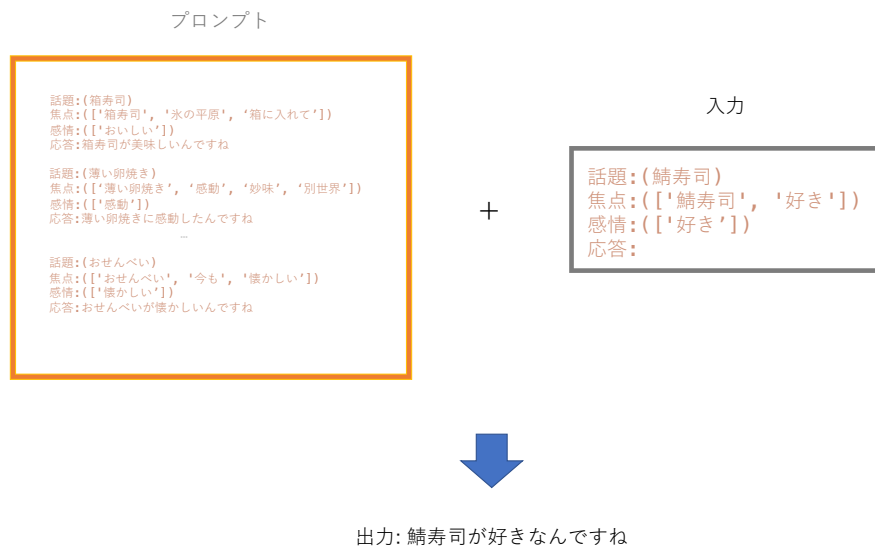 プロンプト
話題:(箱寿司)
焦点:(['箱寿司', '氷の平原', ‘箱に入れて’])
感情:(['おいしい’])
応答:箱寿司が美味しいんですね
話題:(薄い卵焼き)
焦点:([‘薄い卵焼き’, ‘感動’, ‘妙味’, ‘別世界’])
感情:(['感動’])
応答:薄い卵焼きに感動したんですね
…
話題:(おせんべい)
焦点:(['おせんべい', '今も', '懐かしい'])
感情:(['懐かしい'])
応答:おせんべいが懐かしいんですね
+
入力
話題:(鯖寿司)
焦点:(['鯖寿司', '好き'])
感情:(['好き’])
応答:
出力: 鯖寿司が好きなんですね